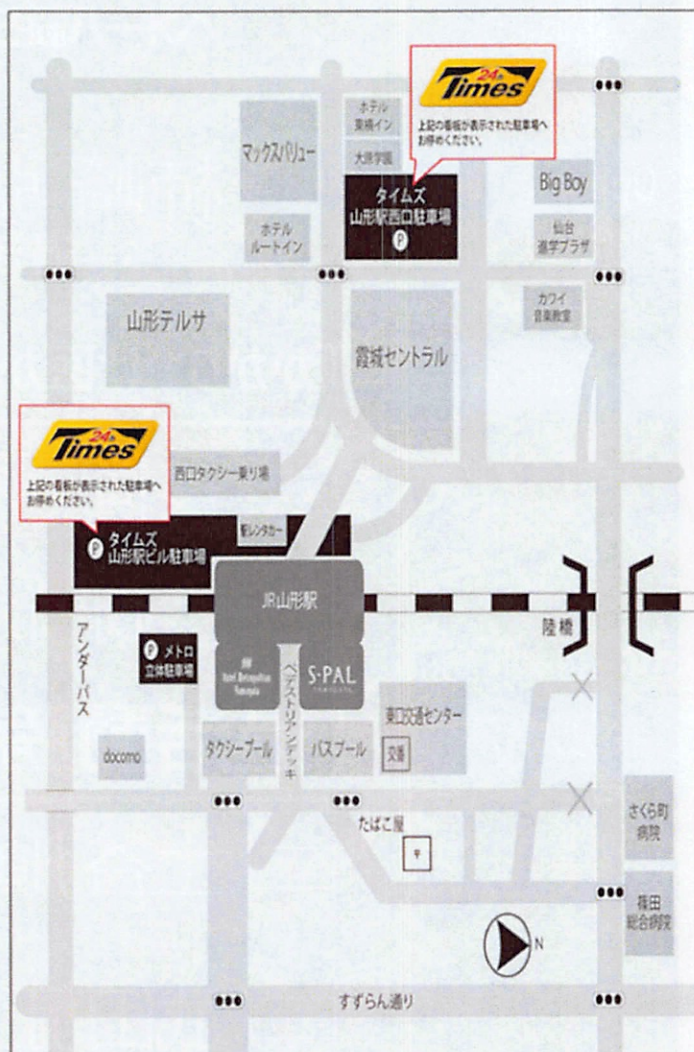 24h
Times
上記の看板が表示された駐車場へ
お停めください。
ホテル
東横イン
マックスバリュー
大原学園
タイムズ
山形駅西口駐車場
P
Big Boy
ホテル
ルートイン
仙台
進学プラザ
カワイ
音楽教室
山形テルサ
霞城セントラル
24h
Times
上記の看板が表示された駐車場へ
お停めください。
西口タクシー乗り場
駅レンタカー
P タイムズ
山形駅ビル駐車場
JR山形駅
陸橋
アンダーパス
P メトロ
立体駐車場
Hotel Metropolitan
Yamagata
S-PAL
YAMAGATA
ペデストリアンデッキ
東口交通センター
交番
docomo
タクシープール
バスプール
たばこ屋
〒
さくら町
病院
篠田
総合病院
N
すずらん通り